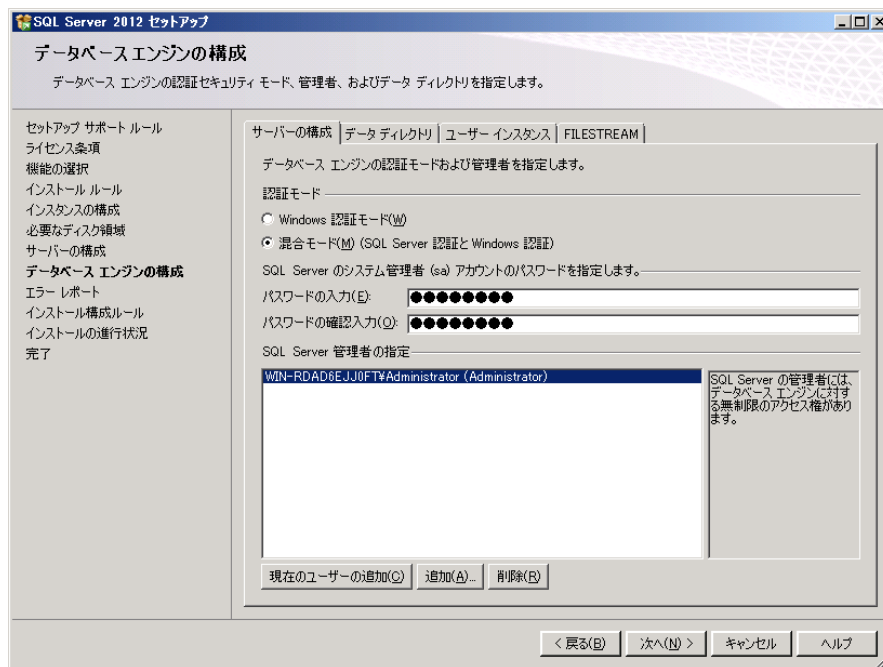 SQL Server 2012 セットアップ
データベース エンジンの構成
データベース エンジンの認証セキュリティ モード、管理者、およびデータ ディレクトリを指定します。
セットアップ サポート ルール
ライセンス条項
機能の選択
インストール ルール
インスタンスの構成
必要なディスク領域
サーバーの構成
データベース エンジンの構成
エラー レポート
インストール構成ルール
インストールの進行状況
完了
サーバーの構成 データ ディレクトリ ユーザー インスタンス FILESTREAM
データベース エンジンの認証モードおよび管理者を指定します。
認証モード
Windows 認証モード(W)
混合モード(M) (SQL Server 認証と Windows 認証)
SQL Server のシステム管理者 (sa) アカウントのパスワードを指定します。
パスワードの入力(E): ●●●●●●●●
パスワードの確認入力(O): ●●●●●●●●
SQL Server 管理者の指定
WIN-RDAD6EJJ0FT¥Administrator (Administrator)
SQL Server の管理者には、
データベース エンジンに対す
る無制限のアクセス権があり
ます。
現在のユーザーの追加(C) 追加(A)... 削除(R)
< 戻る(B) 次へ(N) > キャンセル ヘルプ